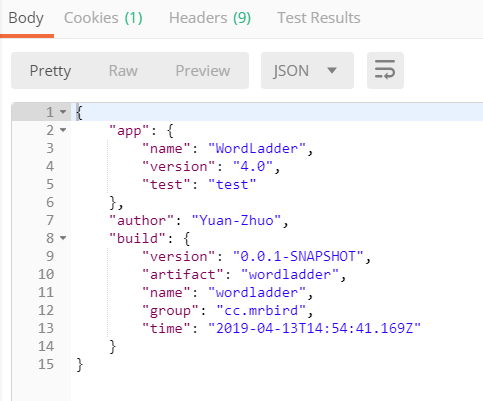 Body Cookies (1) Headers (9) Test Results
Pretty Raw Preview JSON
1 {
2 "app": {
3 "name": "WordLadder",
4 "version": "4.0",
5 "test": "test"
6 },
7 "author": "Yuan-Zhuo",
8 "build": {
9 "version": "0.0.1-SNAPSHOT",
10 "artifact": "wordladder",
11 "name": "wordladder",
12 "group": "cc.mrbird",
13 "time": "2019-04-13T14:54:41.169Z"
14 }
15 }